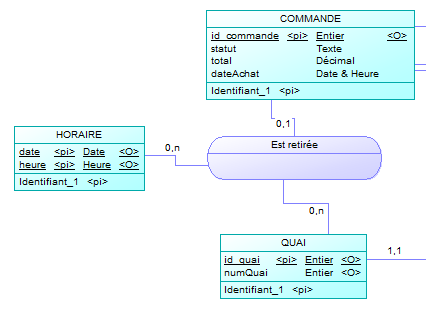 COMMANDE
id_commande <pi> Entier <O>
statut Texte
total Décimal
dateAchat Date & Heure
Identifiant_1 <pi>
0,1
Est retirée
HORAIRE
date <pi> Date <O>
heure <pi> Heure <O>
Identifiant_1 <pi>
0,n
0,n
QUAI
id_quai <pi> Entier <O>
numQuai Entier <O>
Identifiant_1 <pi>
1,1